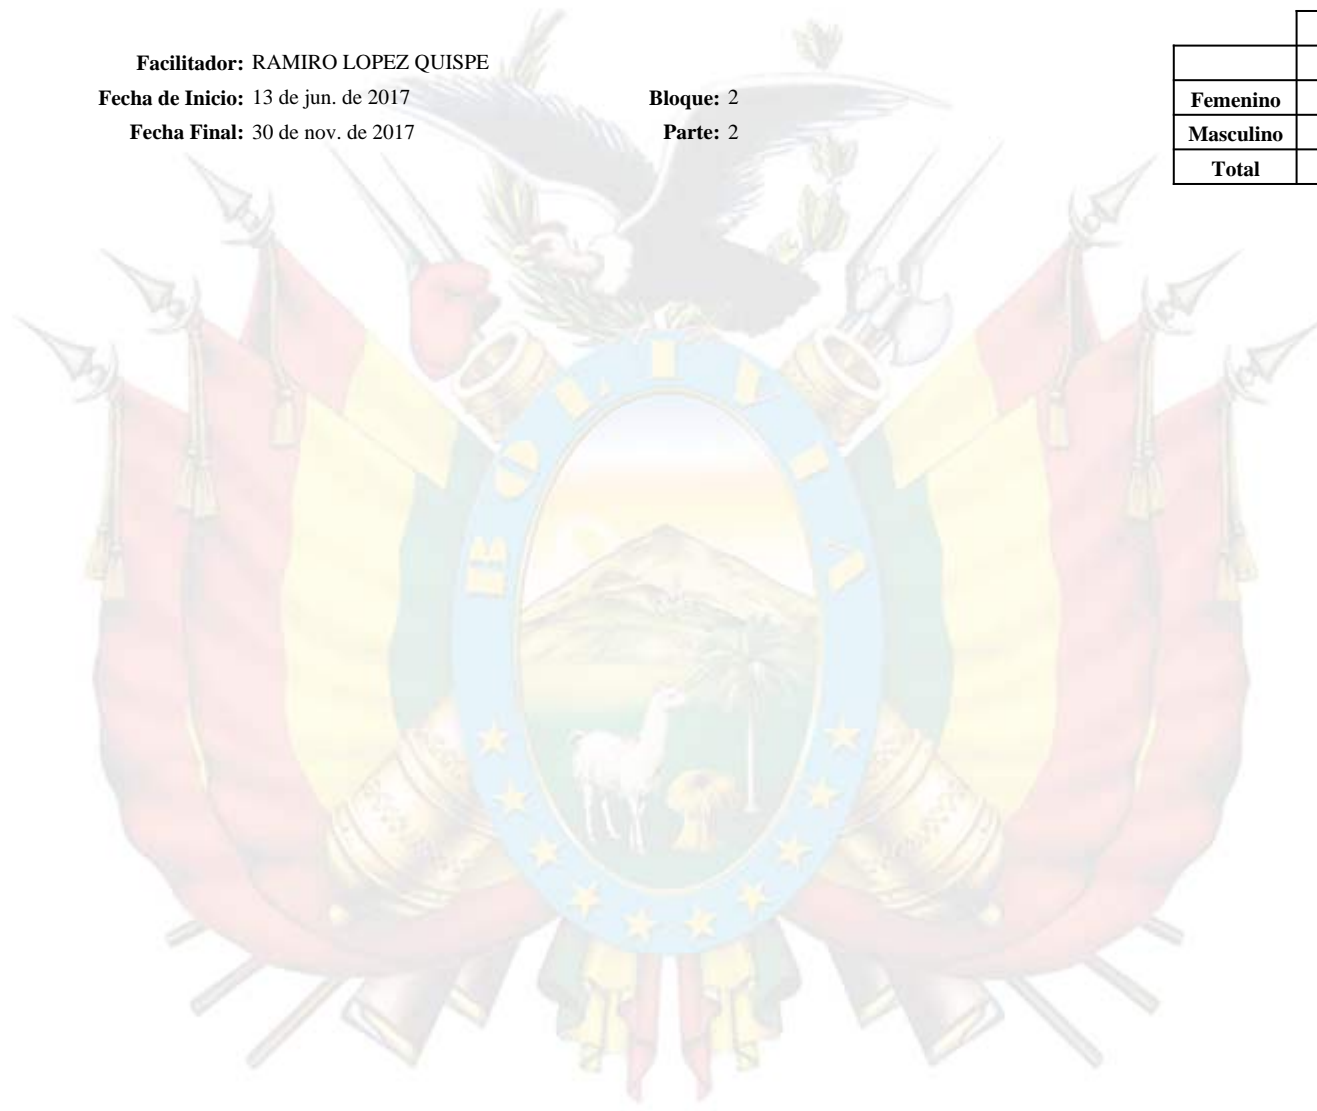 Facilitador: RAMIRO LOPEZ QUISPE
Fecha de Inicio: 13 de jun. de 2017 Bloque: 2
Fecha Final: 30 de nov. de 2017 Parte: 2
Femenino
Masculino
Total
BOLIVIA